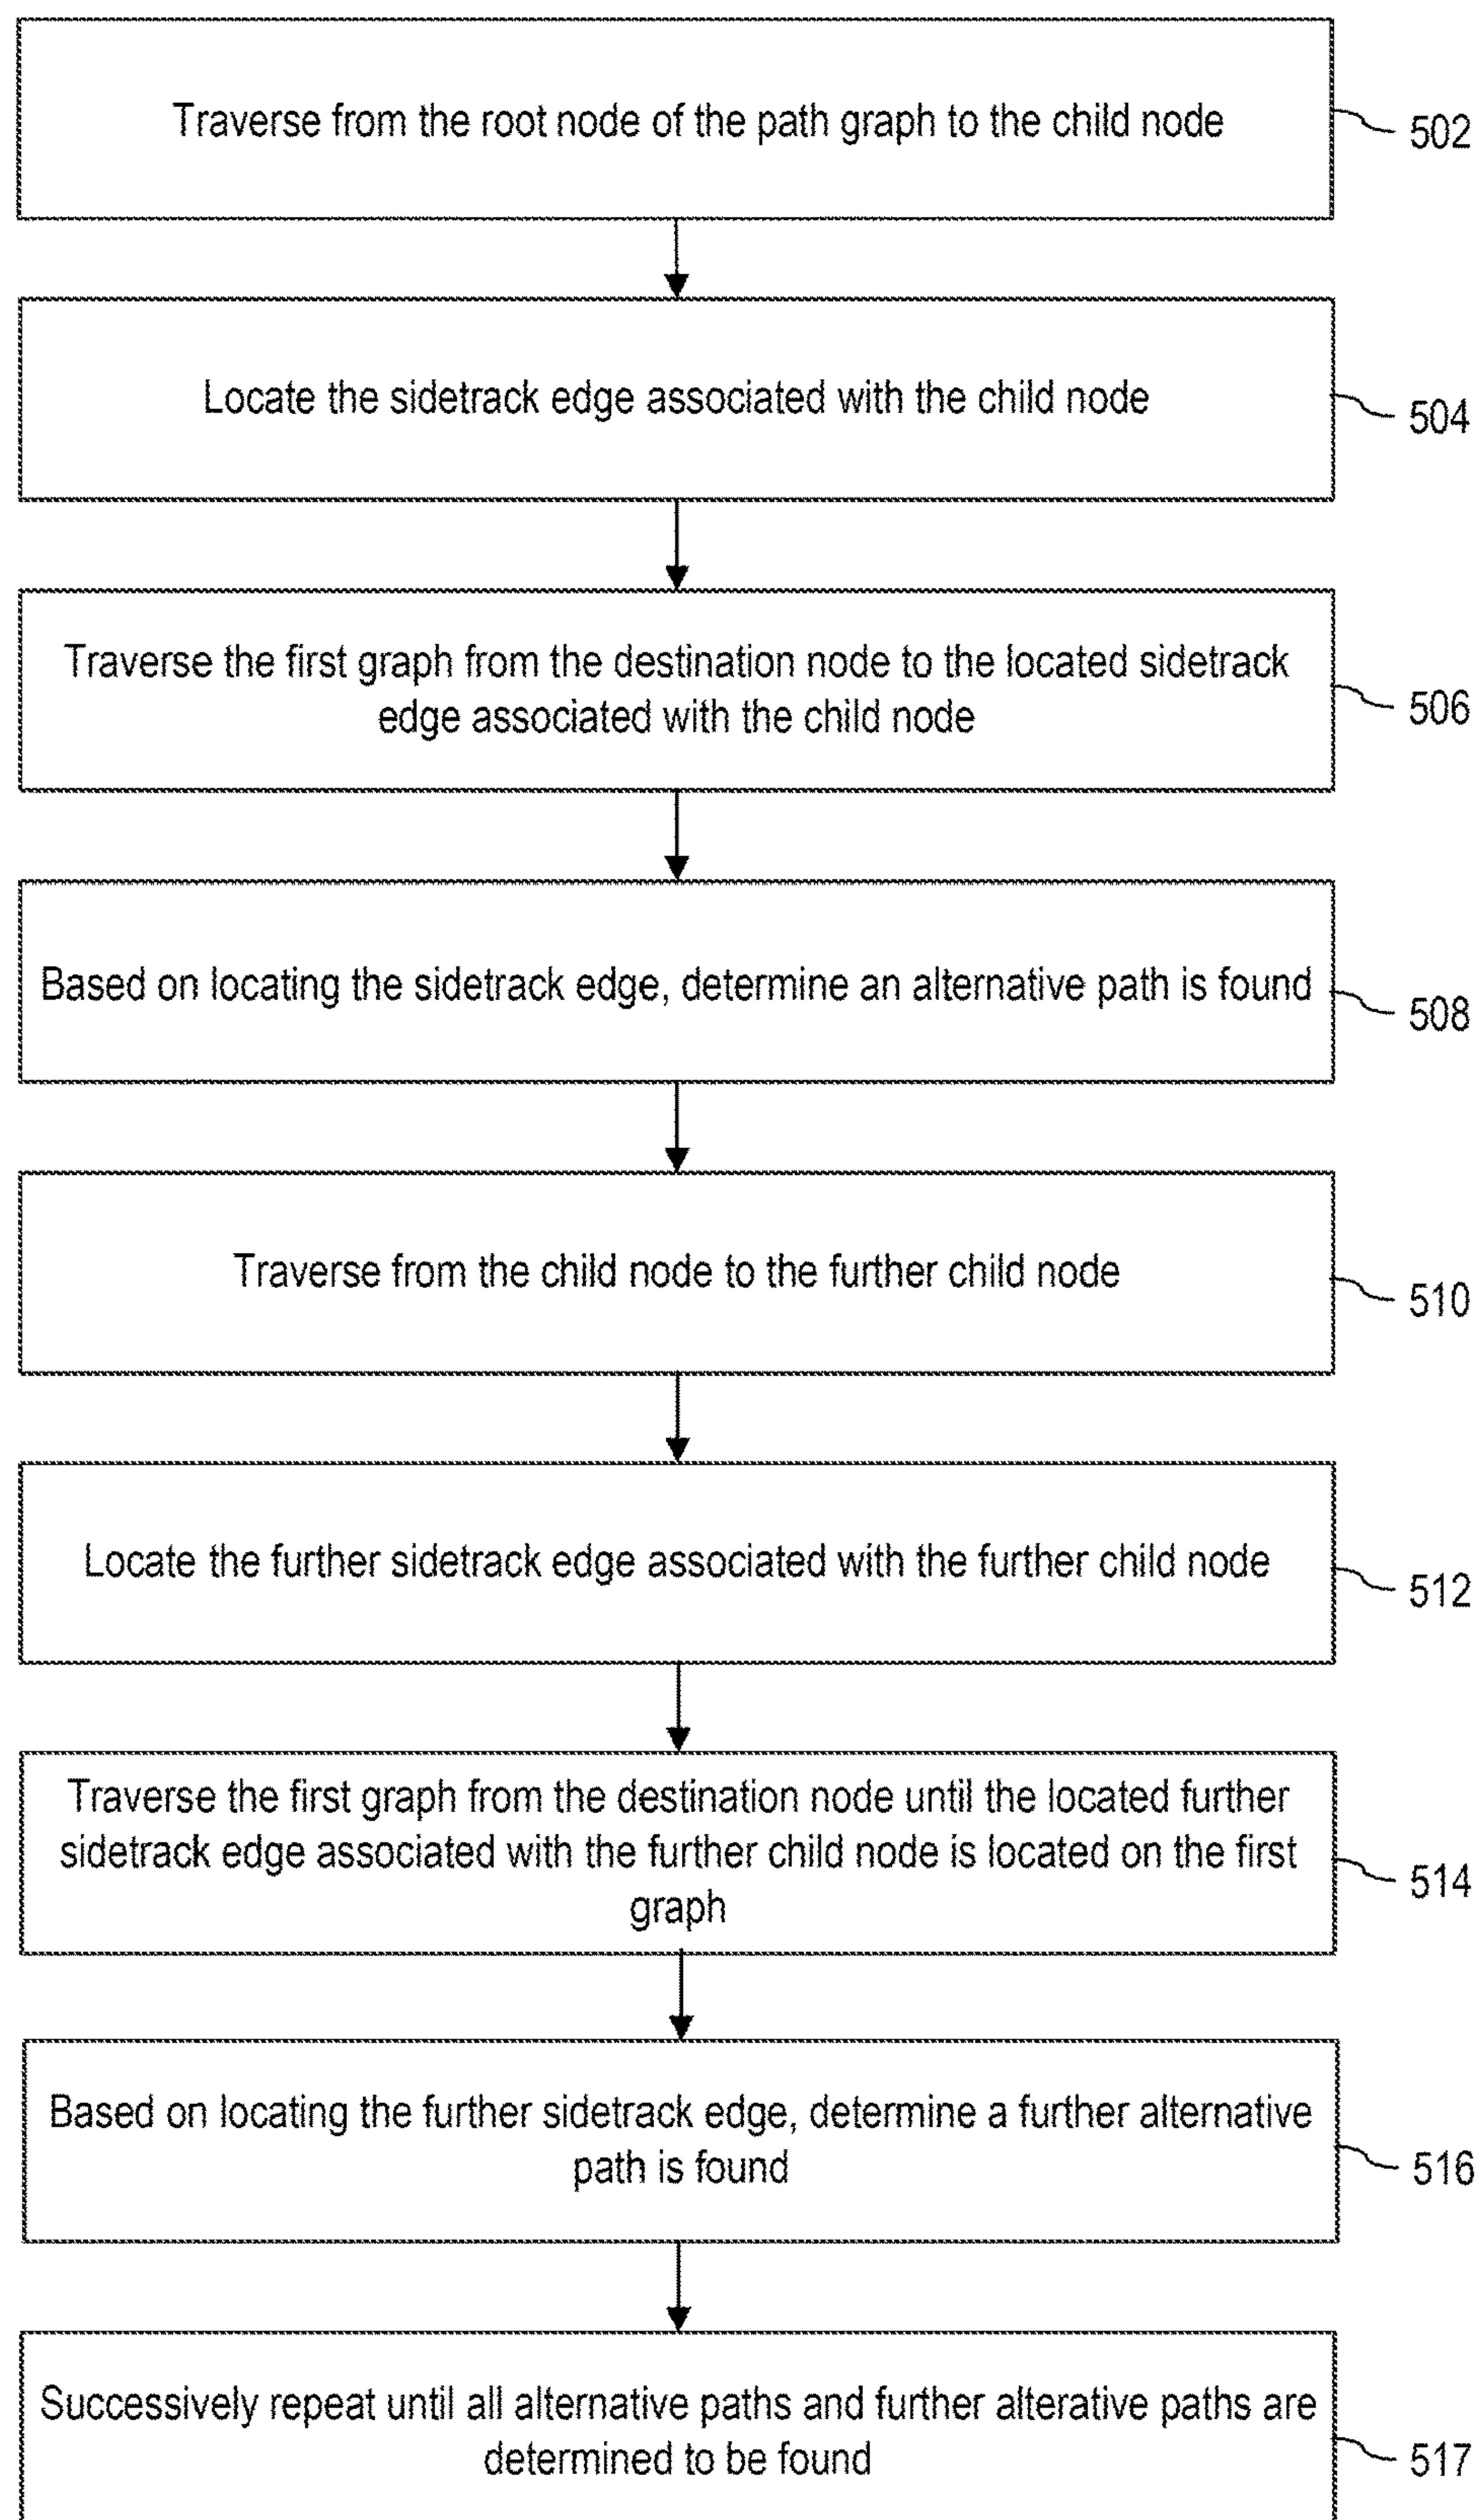 Traverse from the root node of the path graph to the child node
502
Locate the sidetrack edge associated with the child node
504
Traverse the first graph from the destination node to the located sidetrack
edge associated with the child node
506
Based on locating the sidetrack edge, determine an alternative path is found
508
Traverse from the child node to the further child node
510
Locate the further sidetrack edge associated with the further child node
512
Traverse the first graph from the destination node until the located further
sidetrack edge associated with the further child node is located on the first
graph
514
Based on locating the further sidetrack edge, determine a further alternative
path is found
516
Successively repeat until all alternative paths and further alterative paths are
determined to be found
517